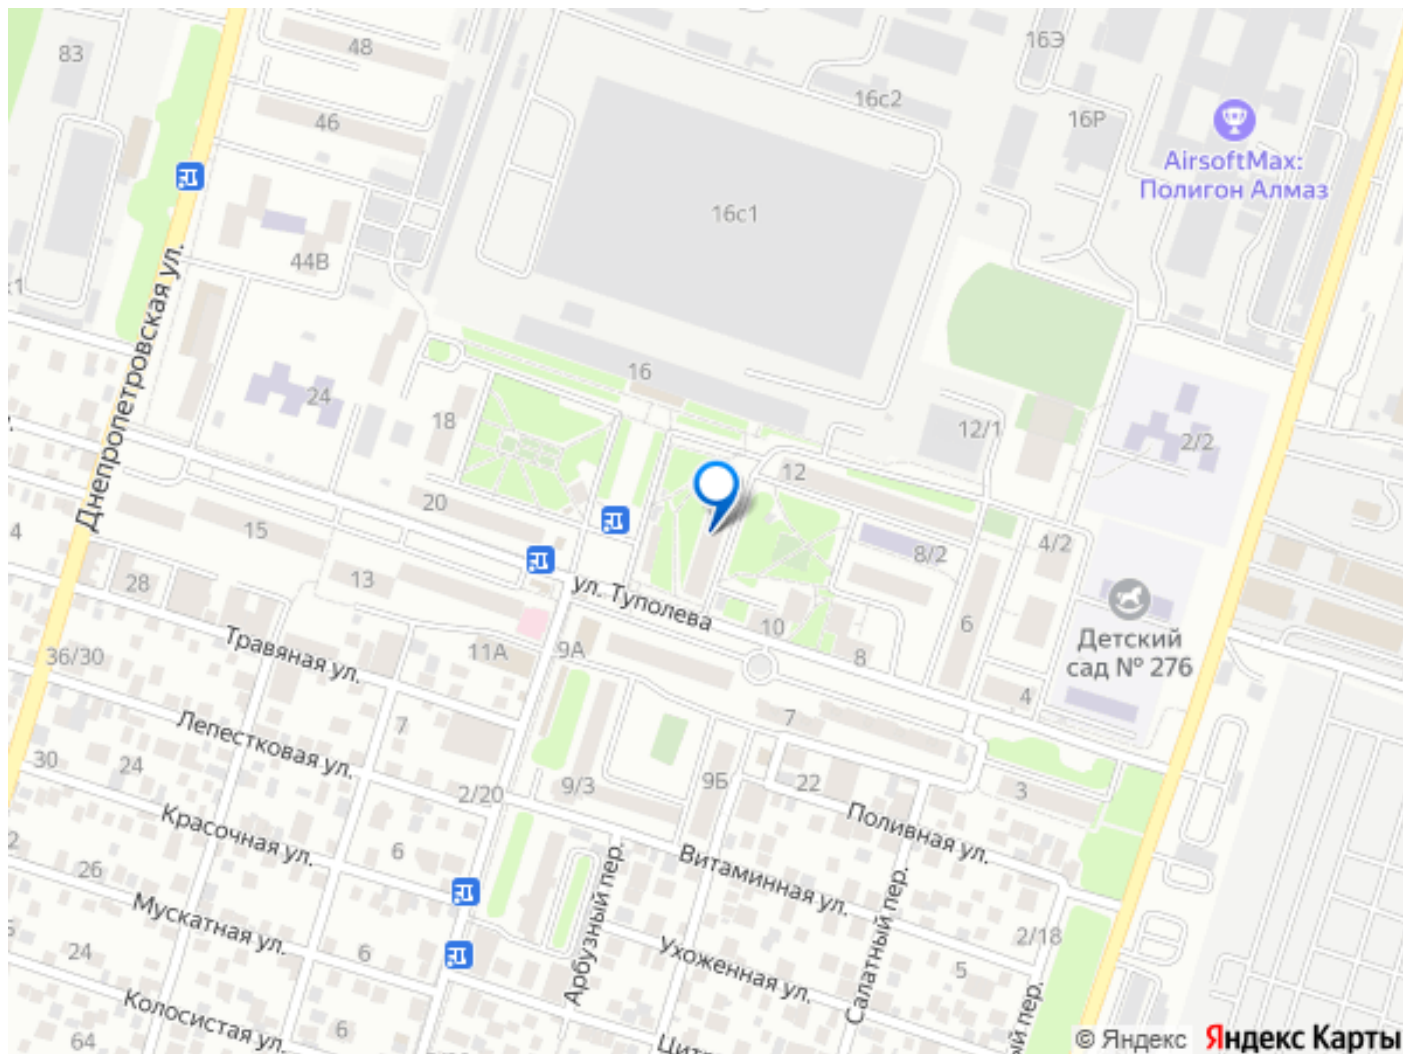 83
48
16Э
16с2
46
16Р
AirsoftMax:
Полигон Алмаз
16с1
44В
Днепропетровская ул.
16
24
18
12/1
2/2
12
20
15
8/2
4/2
13
28
ул. Туполева
10
6
Детский
сад № 276
Травяная ул.
11А
9А
8
36/30
4
7
7
Лепестковая ул.
30
24
2/20
9/3
9Б
22
3
Красочная ул.
Поливная ул.
6
Витаминная ул.
26
Мускатная ул.
Арбузный пер.
Салатный пер.
2/18
24
6
Ухоженная ул.
5
Колосистая ул.
6
64
© Яндекс Яндекс Карты